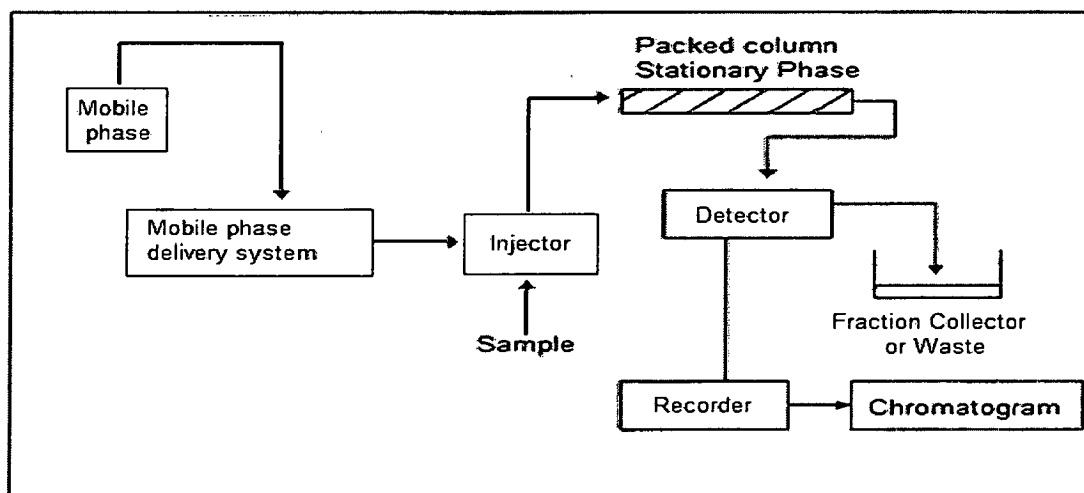 Packed column
Stationary Phase
Mobile
phase
Mobile phase
delivery system
Injector
Sample
Detector
Fraction Collector
or Waste
Recorder
Chromatogram